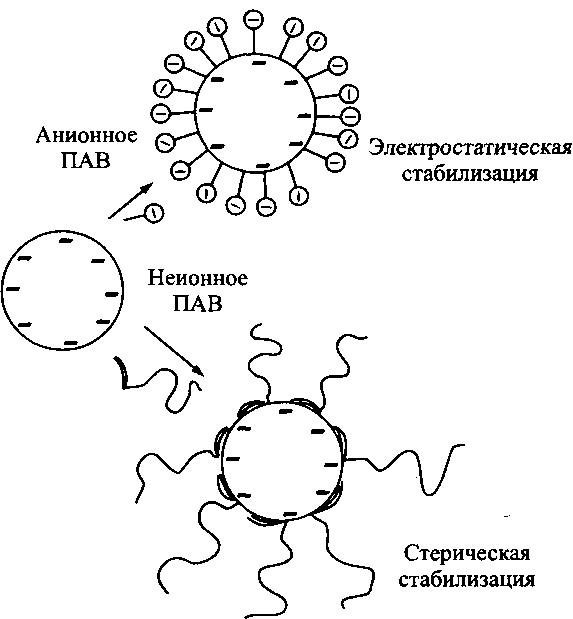 Анионное
ПАВ
Электростатическая
стабилизация
Неионное
ПАВ
Стерическая
стабилизация